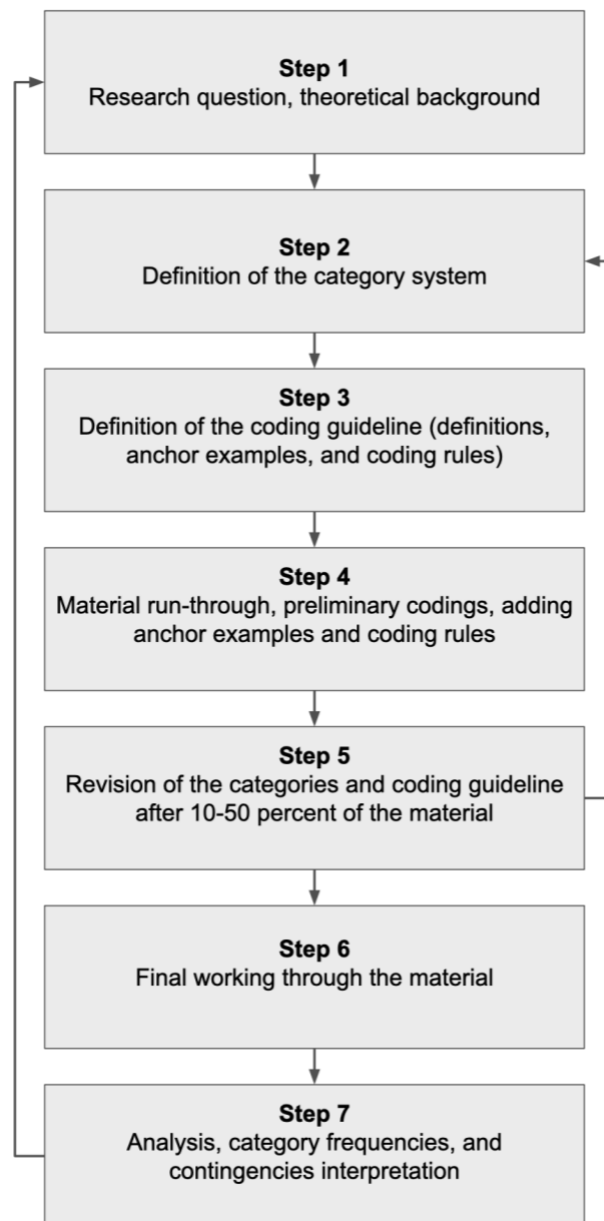 Step 1
Research question, theoretical background
Step 2
Definition of the category system
Step 3
Definition of the coding guideline (definitions,
anchor examples, and coding rules)
Step 4
Material run-through, preliminary codings, adding
anchor examples and coding rules
Step 5
Revision of the categories and coding guideline
after 10-50 percent of the material
Step 6
Final working through the material
Step 7
Analysis, category frequencies, and
contingencies interpretation